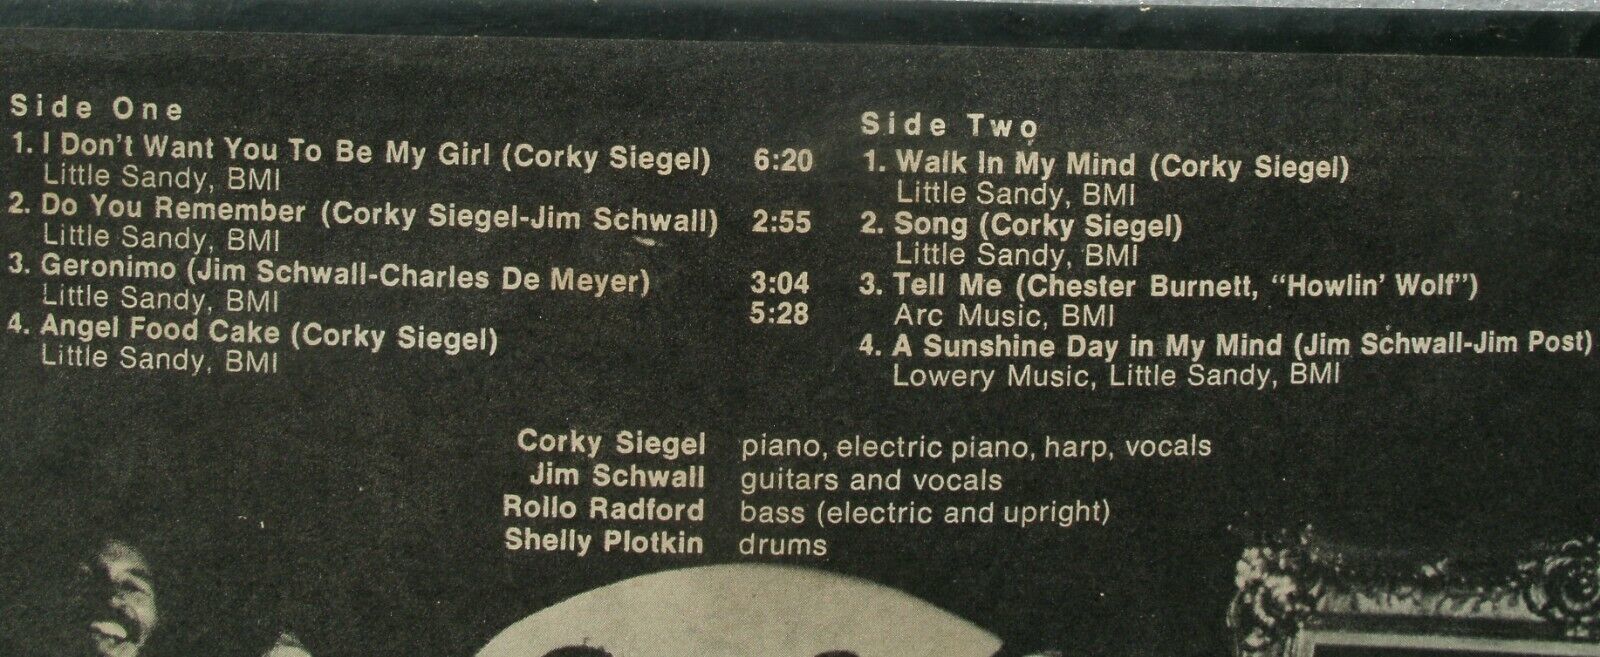 Side One
1. I Don't Want You To Be My Girl (Corky Siegel) 6:20
Little Sandy, BMI
2. Do You Remember (Corky Siegel-Jim Schwall) 2:55
Little Sandy, BMI
3. Geronimo (Jim Schwall-Charles De Meyer) 3:04
Little Sandy, BMI 5:28
4. Angel Food Cake (Corky Siegel)
Little Sandy, BMI
Side Two
1. Walk In My Mind (Corky Siegel)
Little Sandy, BMI
2. Song (Corky Siegel)
Little Sandy, BMI
3. Tell Me (Chester Burnett, “Howlin' Wolf”)
Arc Music, BMI
4. A Sunshine Day in My Mind (Jim Schwall-Jim Post)
Lowery Music, Little Sandy, BMI
Corky Siegel piano, electric piano, harp, vocals
Jim Schwall guitars and vocals
Rollo Radford bass (electric and upright)
Shelly Plotkin drums